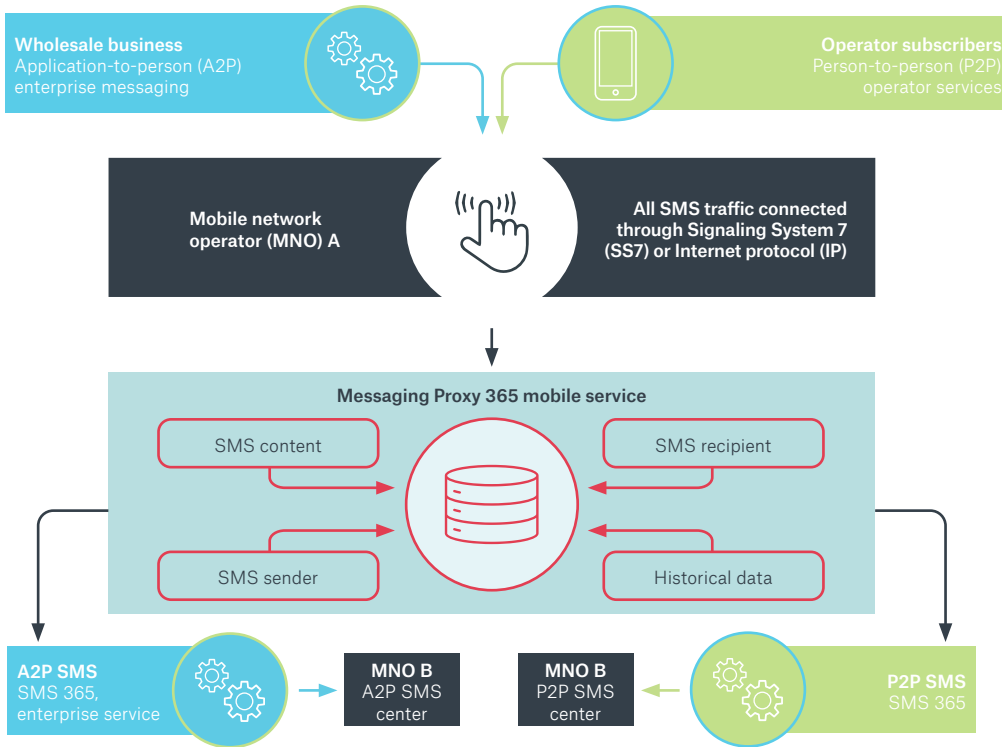 Wholesale business
Application-to-person (A2P)
enterprise messaging
Operator subscribers
Person-to-person (P2P)
operator services
Mobile network
operator (MNO) A
All SMS traffic connected
through Signaling System 7
(SS7) or Internet protocol (IP)
Messaging Proxy 365 mobile service
SMS content
SMS recipient
SMS sender
Historical data
A2P SMS
SMS 365,
enterprise service
MNO B
A2P SMS
center
MNO B
P2P SMS
center
P2P SMS
SMS 365